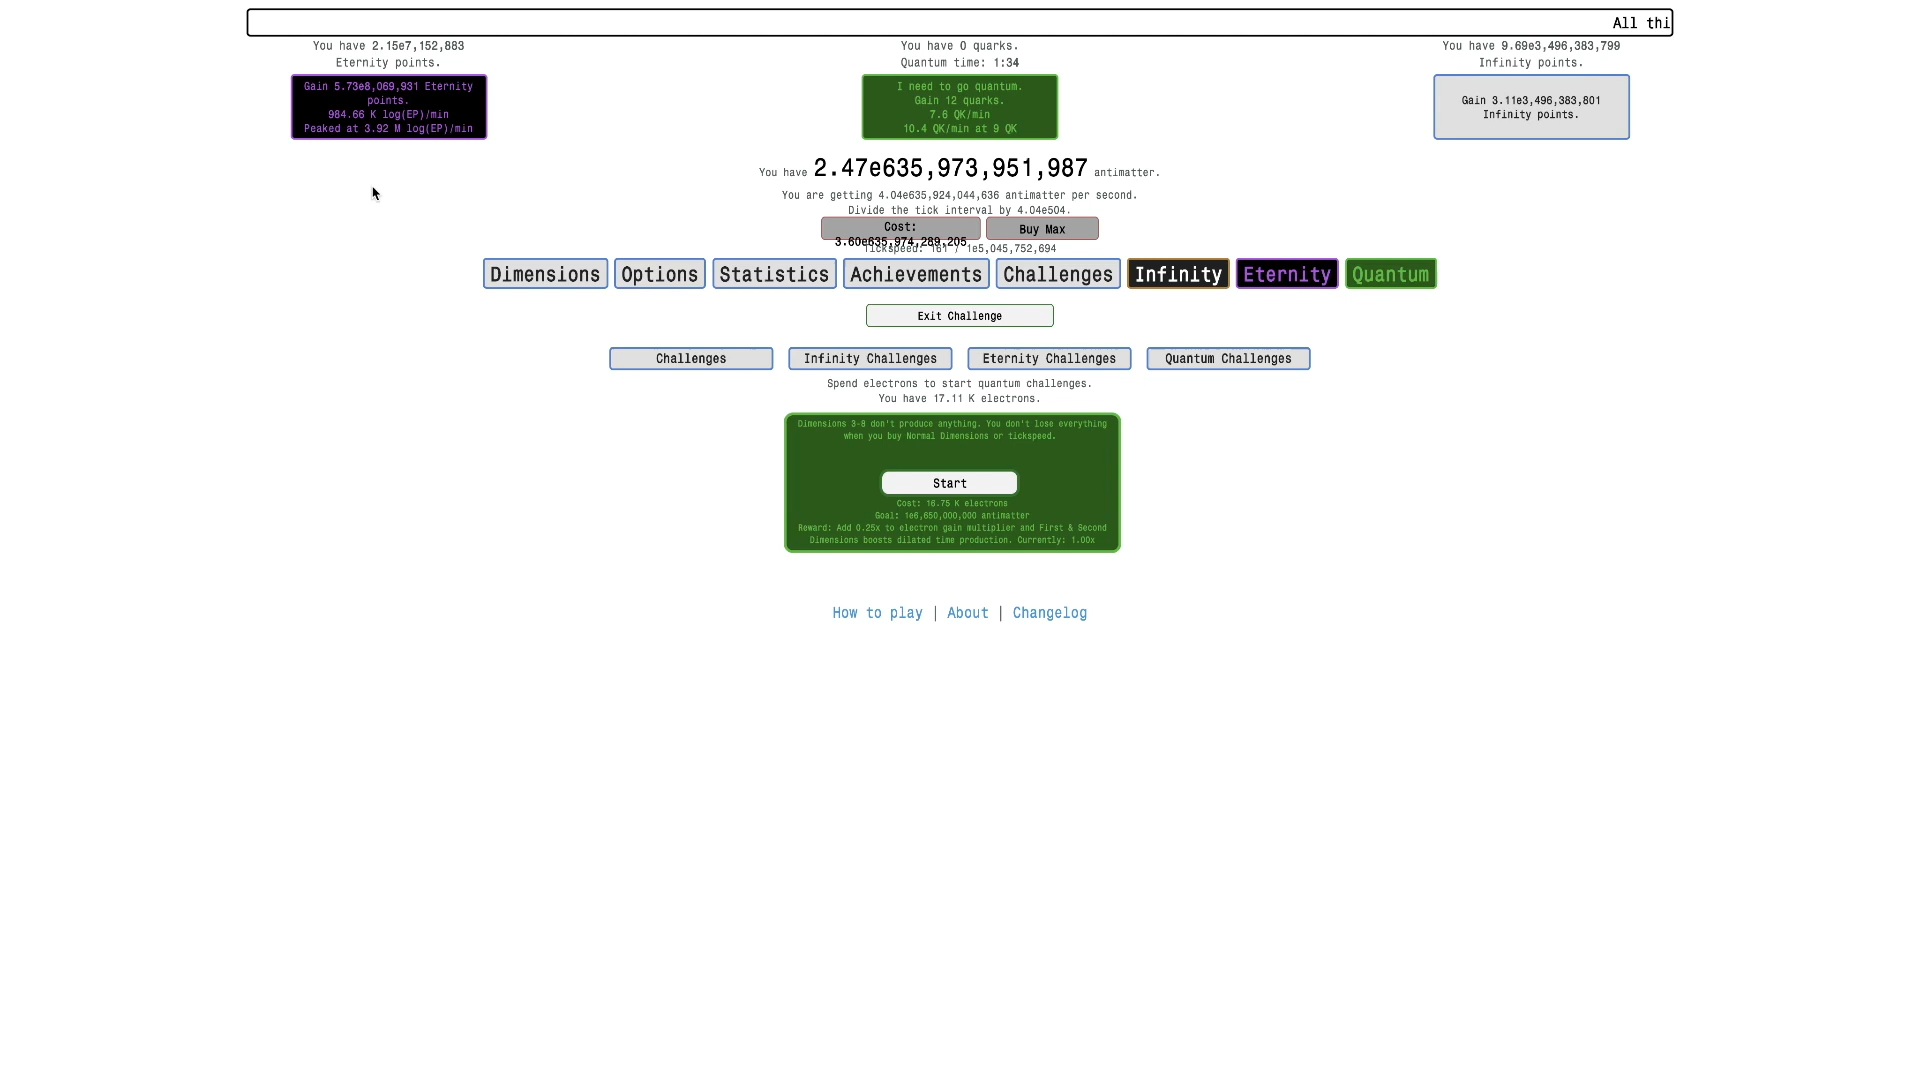 All thi
You have 2.15e7,152,883
Eternity points.
Gain 5.73e8,069,931 Eternity
points.
984.66 K log(EP)/min
Peaked at 3.92 M log(EP)/min
You have 0 quarks.
Quantum time: 1:34
I need to go quantum.
Gain 12 quarks.
7.6 QK/min
10.4 QK/min at 9 QK
You have 9.69e3,496,383,799
Infinity points.
Gain 3.11e3,496,383,801
Infinity points.
You have 2.47e635,973,951,987 antimatter.
You are getting 4.04e635,924,044,636 antimatter per second.
Divide the tick interval by 4.04e504.
Cost:
3.60e635,974,289,205
Buy Max
Tickspeed: 161 / 1e5,045,752,694
Dimensions Options Statistics Achievements Challenges Infinity Eternity Quantum
Exit Challenge
Challenges Infinity Challenges Eternity Challenges Quantum Challenges
Spend electrons to start quantum challenges.
You have 17.11 K electrons.
Dimensions 3-8 don't produce anything. You don't lose everything
when you buy Normal Dimensions or tickspeed.
Start
Cost: 16.75 K electrons
Goal: 1e6,650,000,000 antimatter
Reward: Add 0.25x to electron gain multiplier and First & Second
Dimensions boosts dilated time production. Currently: 1.00x
How to play | About | Changelog